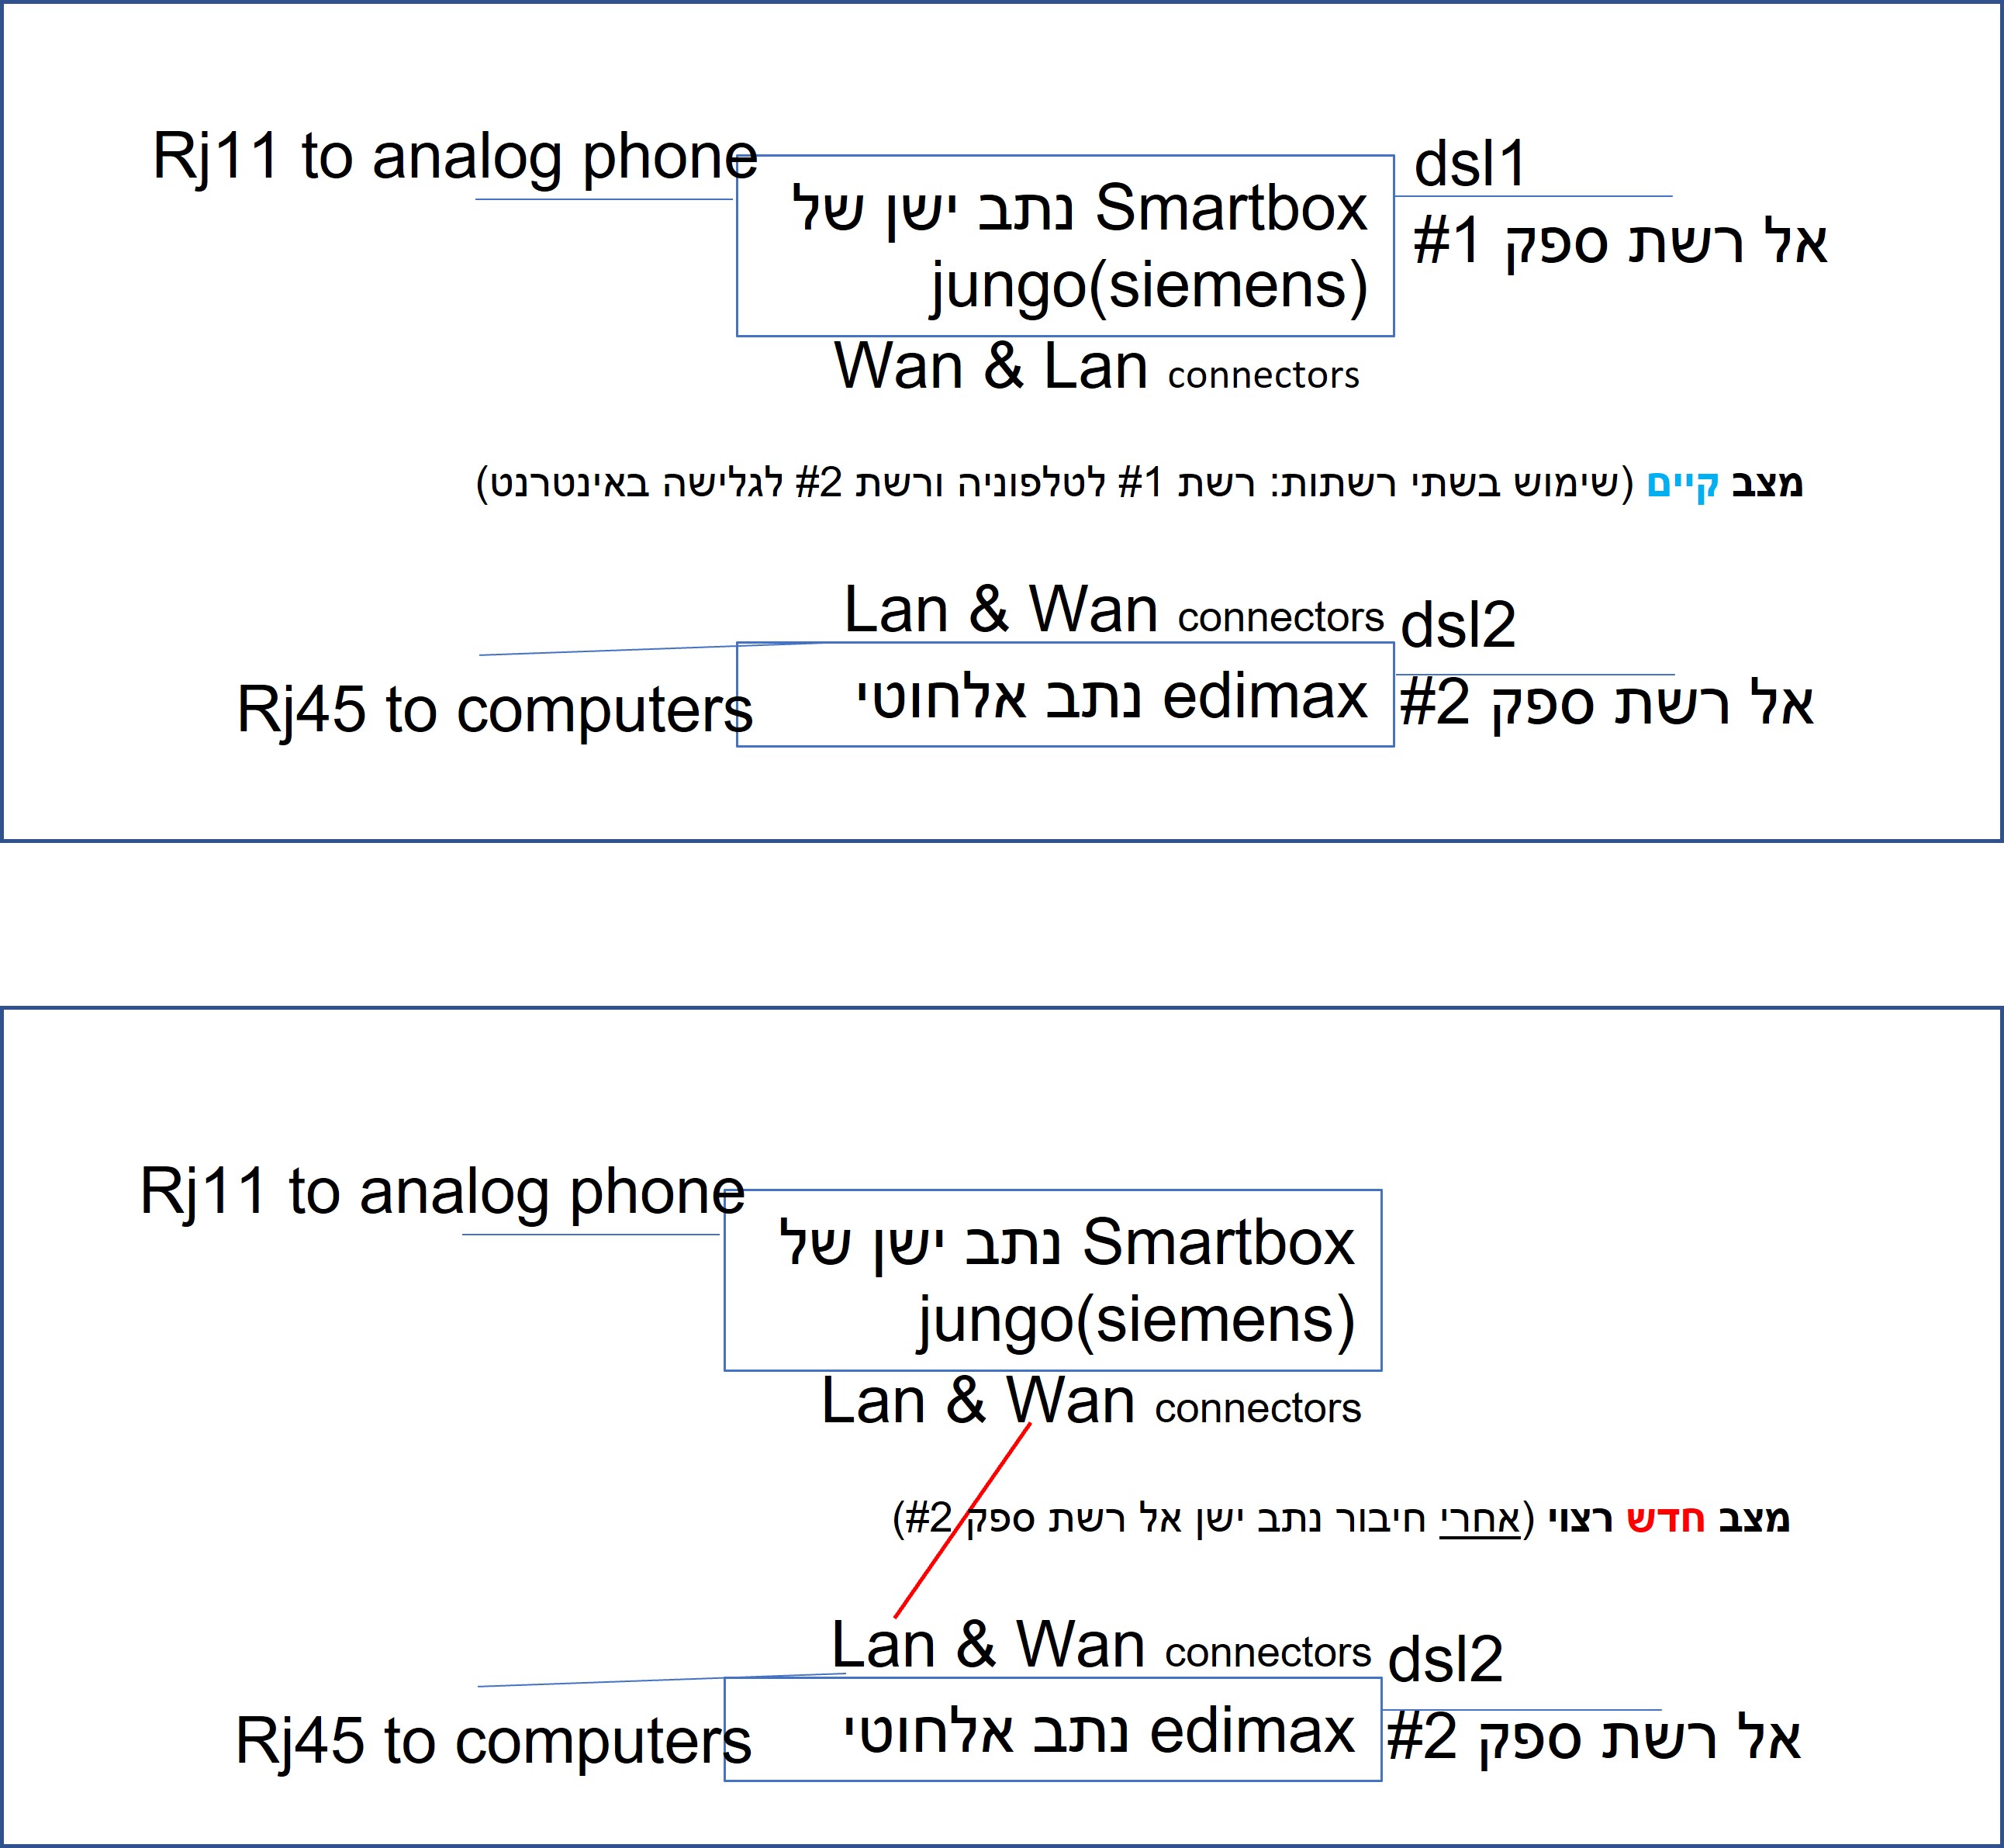 Rj11 to analog phone
dsl1
נתב ישן של Smartbox
jungo(siemens)
אל רשת ספק #1
Wan & Lan connectors
מצב קיים (שימוש בשתי רשתות: רשת #1 לטלפוניה ורשת #2 לגלישה באינטרנט)
Lan & Wan connectors
dsl2
Rj45 to computers
נתב אלחוטי edimax
אל רשת ספק #2
Rj11 to analog phone
נתב ישן של Smartbox
jungo(siemens)
Lan & Wan connectors
מצב חדש רצוי (אחרי חיבור נתב ישן אל רשת ספק #2)
Lan & Wan connectors
dsl2
Rj45 to computers
נתב אלחוטי edimax
אל רשת ספק #2